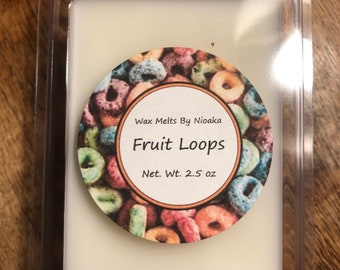 Wax Melts By Nioaka
Fruit Loops
Net. Wt. 2.5 oz